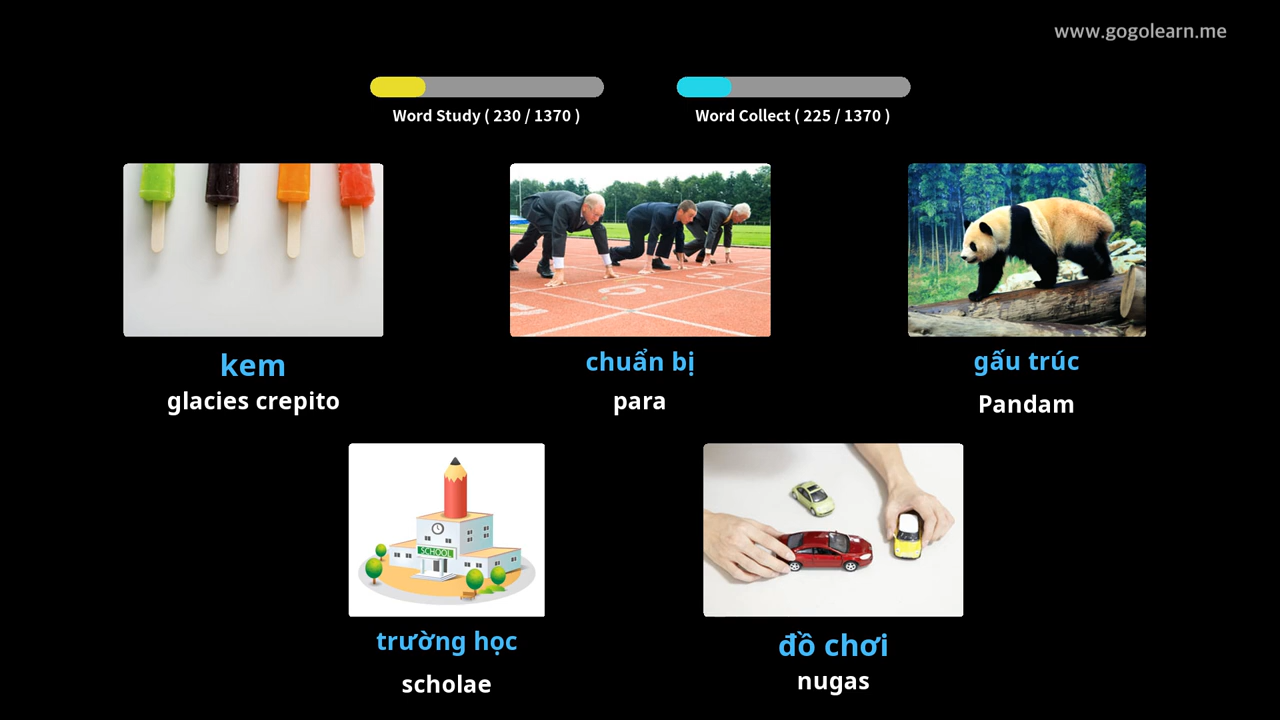 www.gogolearn.me
Word Study ( 230 / 1370 )
Word Collect ( 225 / 1370 )
kem
glacies crepito
chuẩn bị
para
gấu trúc
Pandam
SCHOOL
trường học
scholae
đồ chơi
nugas